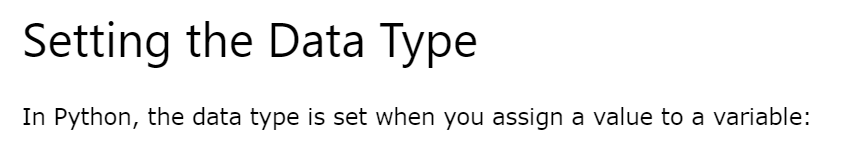 Setting the Data Type
In Python, the data type is set when you assign a value to a variable: